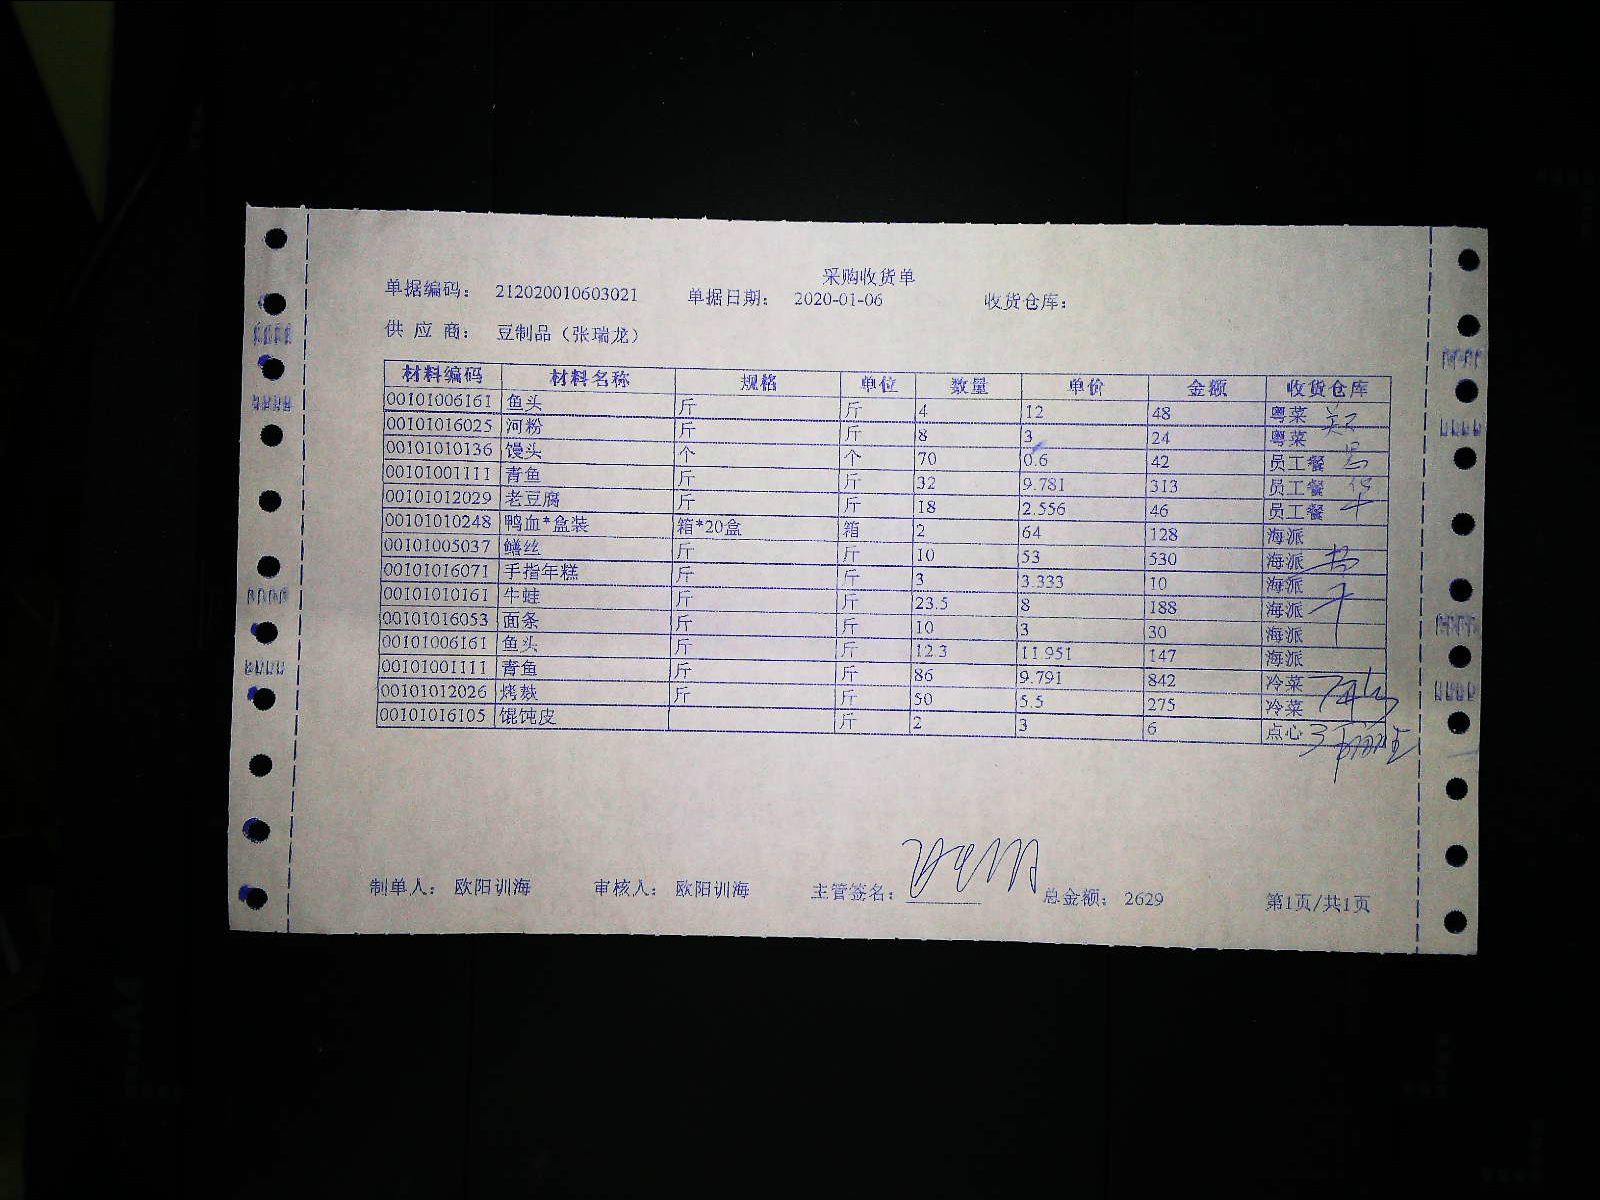 采购收货单
单据编码: 212020010603021 单据日期: 2020-01-06 收货仓库:
供 应 商: 豆制品（张瑞龙）
材料编码 材料名称 规格 单位 数量 单价 金额 收货仓库
00101006161 鱼头 斤 斤 4 12 48 粤菜
00101016025 河粉 斤 斤 8 3 24 粤菜
00101010136 馒头 个 个 70 0.6 42 员工餐
00101001111 青鱼 斤 斤 32 9.781 313 员工餐
00101012029 老豆腐 斤 斤 18 2.556 46 员工餐
00101010248 鸭血*盒装 箱*20盒 箱 2 64 128 海派
00101005037 鳝丝 斤 斤 10 53 530 海派
00101016071 手指年糕 斤 斤 3 3.333 10 海派
00101010161 牛蛙 斤 斤 23.5 8 188 海派
00101016053 面条 斤 斤 10 3 30 海派
00101006161 鱼头 斤 斤 12.3 11.951 147 海派
00101001111 青鱼 斤 斤 86 9.791 842 冷菜
00101012026 烤麸 斤 斤 50 5.5 275 冷菜
00101016105 馄饨皮 斤 2 3 6 点心
制单人: 欧阳训海 审核人: 欧阳训海 主管签名: 总金额: 2629 第1页/共1页